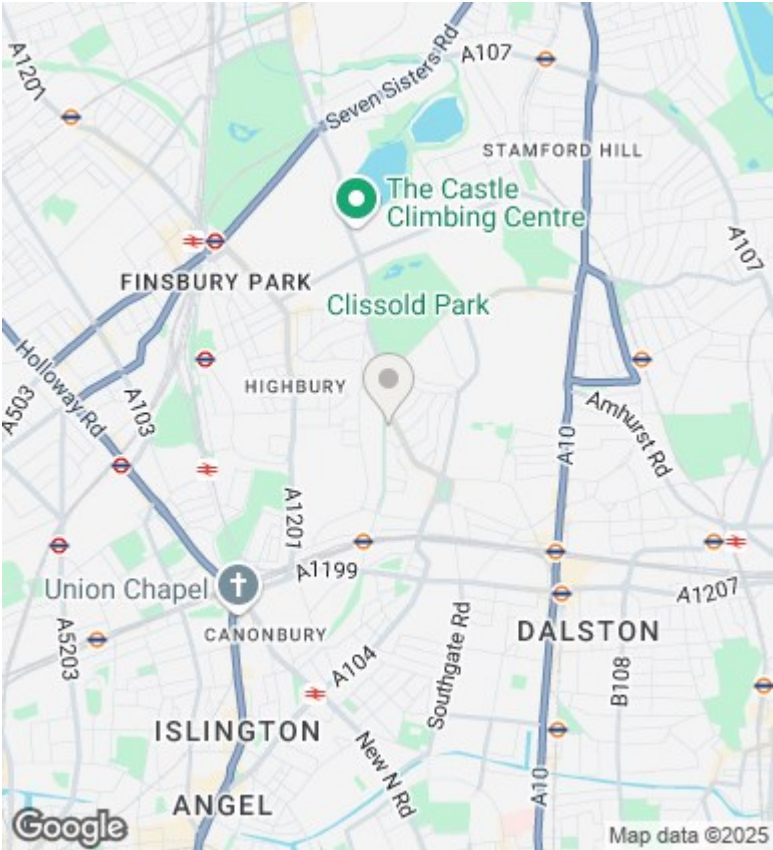 A1201
Seven Sisters Rd
A107
STAMFORD HILL
The Castle
Climbing Centre
A107
FINSBURY PARK
Clissold Park
Holloway Rd
HIGHBURY
A503
A103
Amhurst Rd
A10
A1201
A1199
Union Chapel
A1207
CANONBURY
A5203
A104
Southgate Rd
DALSTON
B108
ISLINGTON
New N Rd
A10
ANGEL
Google
Map data ©2025